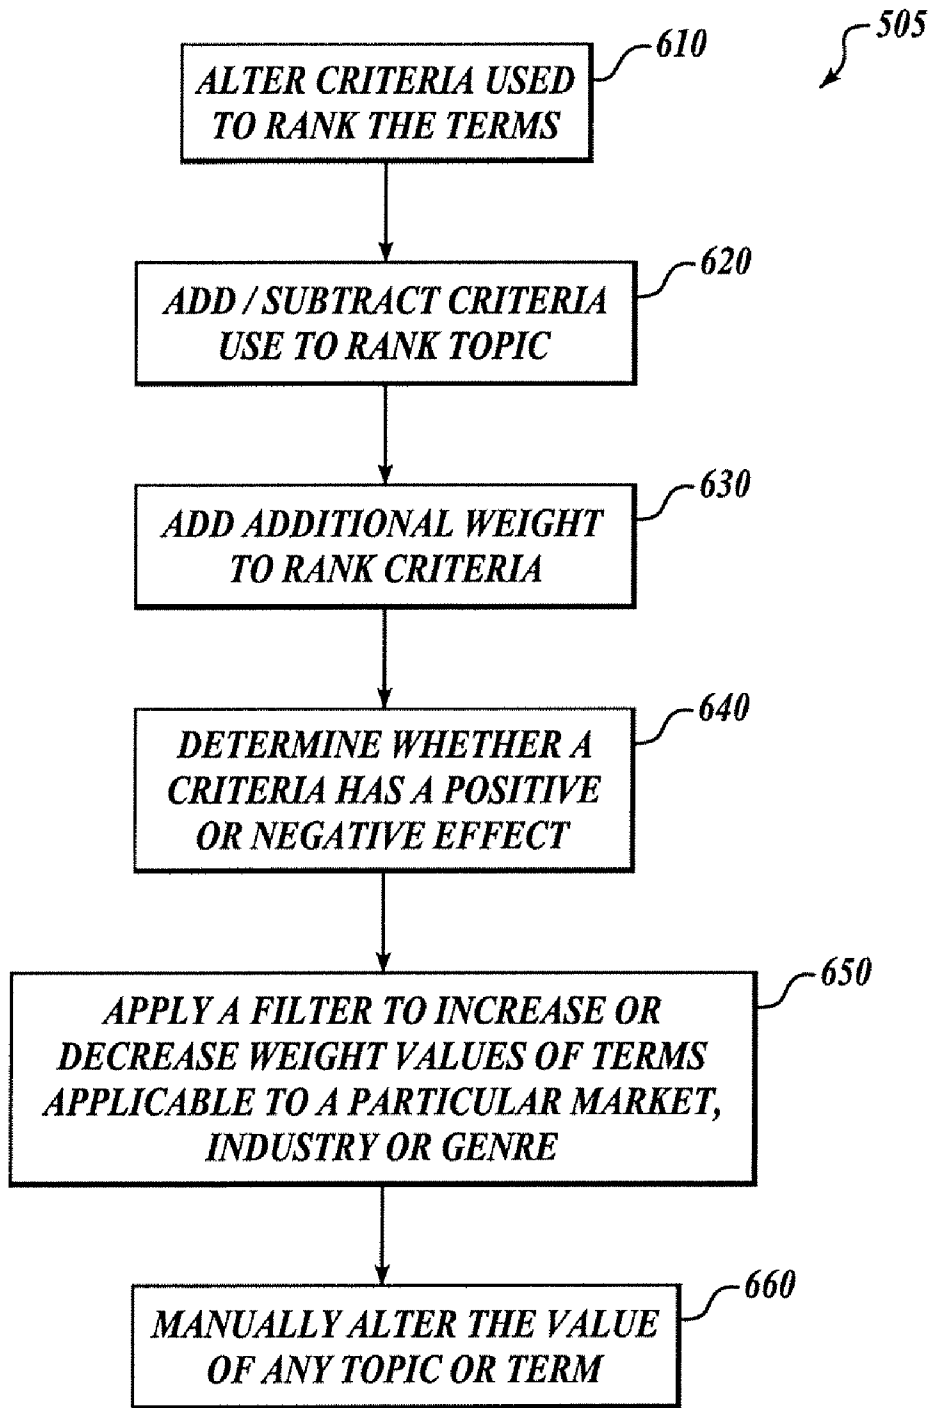 505
610
ALTER CRITERIA USED
TO RANK THE TERMS
620
ADD / SUBTRACT CRITERIA
USE TO RANK TOPIC
630
ADD ADDITIONAL WEIGHT
TO RANK CRITERIA
640
DETERMINE WHETHER A
CRITERIA HAS A POSITIVE
OR NEGATIVE EFFECT
650
APPLY A FILTER TO INCREASE OR
DECREASE WEIGHT VALUES OF TERMS
APPLICABLE TO A PARTICULAR MARKET,
INDUSTRY OR GENRE
660
MANUALLY ALTER THE VALUE
OF ANY TOPIC OR TERM